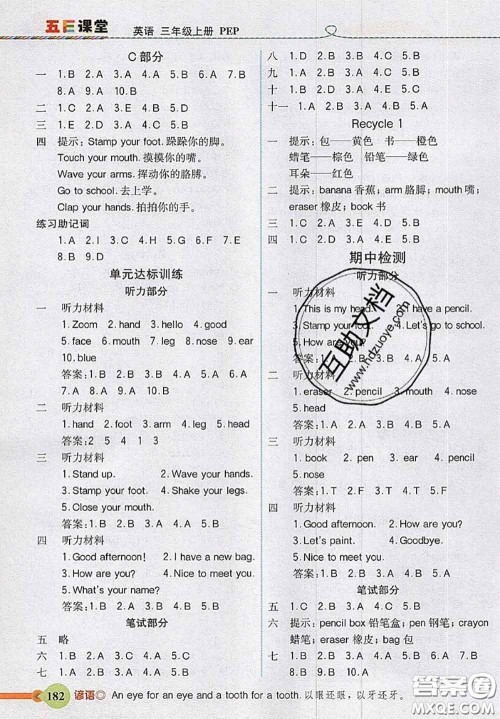 五E课堂
英语 三年级上册 PEP
C部分
一 1.B 2.A 3.A 4.A 5.B 6.B 7.B
8.A 9.A 10.B
二 1.D 2.B 3.A 4.C
三 1.E 2.D 3.A 4.B 5.C
四 提示：Stamp your foot. 跺跺你的脚。
Touch your mouth. 摸摸你的嘴。
Wave your arms. 挥动你的胳膊。
Go to school. 去上学。
Clap your hands. 拍拍你的手。
练习助记词
1.A 2.I 3.C 4.H 5.G 6.F 7.E
8.B 9.D
单元达标训练
听力部分
一 听力材料
1.Zoom 2.hand 3.hello 4.your
5.face 6.mouth 7.leg 8.see 9.arm
10.blue
答案：1.A 2.B 3.B 4.A 5.B
二 听力材料
1.hand 2.foot 3.arm 4.leg 5.head
答案：2 5 4 1 3
三 听力材料
1.Stand up. 2.Wave your hands.
3.Stamp your foot. 4.Shake your legs.
5.Close your mouth.
答案：1.B 2.B 3.A 4.A 5.B
四 听力材料
1.Good afternoon! 2.I have a new bag.
3.How are you? 4.Nice to meet you.
5.What's your name?
答案：1.B 2.A 3.A 4.B 5.A
笔试部分
五 略
六 1.B 2.B 3.A 4.B 5.B
七 1.A 2.B 3.A 4.A 5.B
八 1.D 2.B 3.A 4.E 5.C
九 1.B 2.A 3.A 4.B 5.A
十 1.B 2.D 3.A
十一 1.A 2.A 3.B 4.B 5.A
Recycle 1
一 提示：包——黄色 书——橙色
蜡笔——棕色 铅笔——绿色
耳朵——红色
二 提示：banana 香蕉；arm 胳膊；mouth 嘴；
eraser 橡皮；book 书
三 1.B 2.B 3.A 4.B 5.A
四 1.C 2.A 3.D 4.B
期中检测
听力部分
一 听力材料
1.This is my head. have a pencil.
3.Stamp your foot. 4.Let's go to school.
5.How are you?
答案：1.A
二 听力材料
1.eraser 2.pencil 3.mouth 4.nose
5.head
答案：1.B 2.A 3.A 4.A 5.B
三 听力材料
1.book 2.arm 3.head 4.pencil
5.nose
答案：1.B 2.B 3.A 4.A 5.B
四 听力材料
1.Good afternoon! 2.How are you?
3.Let's paint. 4.Goodbye.
5.Nice to meet you.
答案：1.B 2.A 3.B 4.A 5.B
笔试部分
五 1.B 2.B 3.A 4.A 5.B
六 提示：pencil box 铅笔盒；pen 钢笔；crayon
蜡笔；eraser 橡皮；bag 包
七 1.B 2.A 3.A 4.B
182 谚语◎ An eye for an eye and a tooth for a tooth. 以眼还眼，以牙还牙。
互助文档
www.hdzuoye.com
答案圈
MXQE.COM